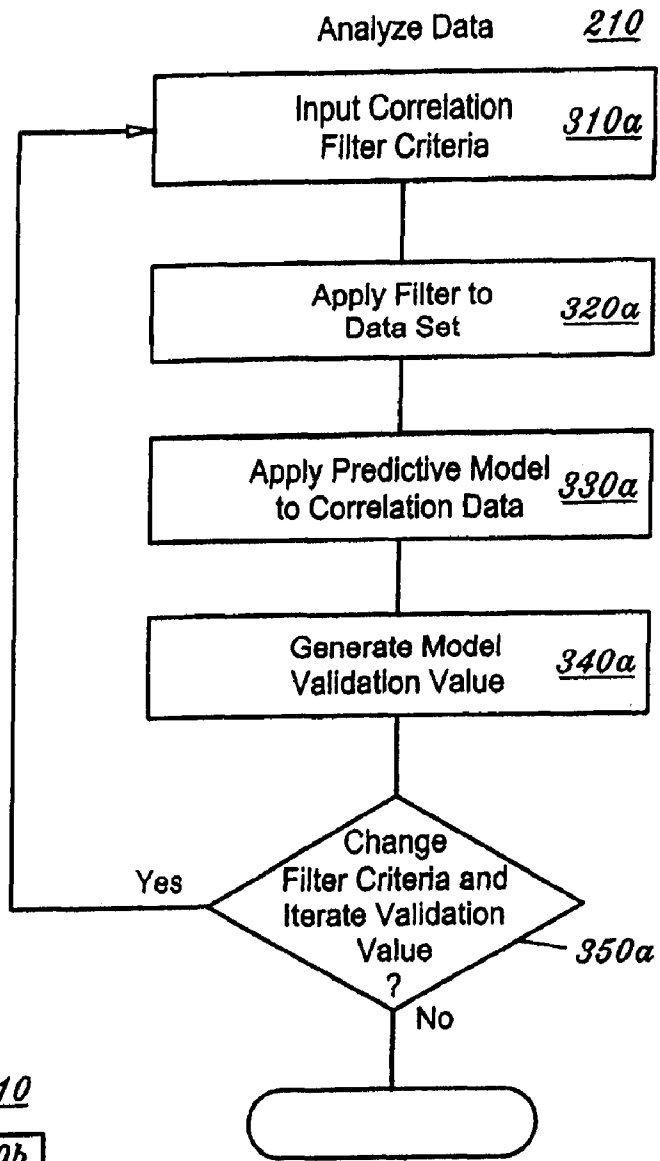 Analyze Data 210
Input Correlation
Filter Criteria 310a
Apply Filter to
Data Set 320a
Apply Predictive Model
to Correlation Data 330a
Generate Model
Validation Value 340a
Change
Filter Criteria and
Iterate Validation
Value
?
Yes
350a
No